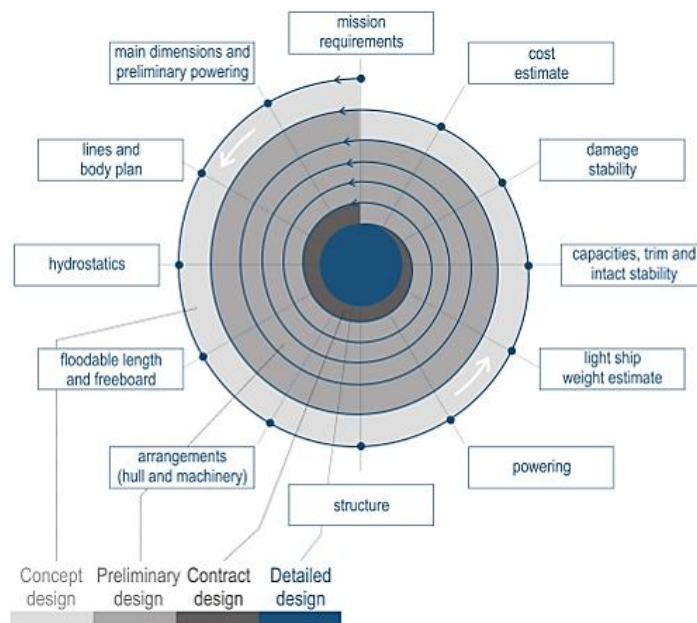 mission
requirements
main dimensions and
preliminary powering
cost
estimate
lines and
body plan
damage
stability
hydrostatics
capacities, trim and
intact stability
floodable length
and freeboard
light ship
weight estimate
arrangements
(hull and machinery)
powering
structure
Concept
design
Preliminary
design
Contract
design
Detailed
design